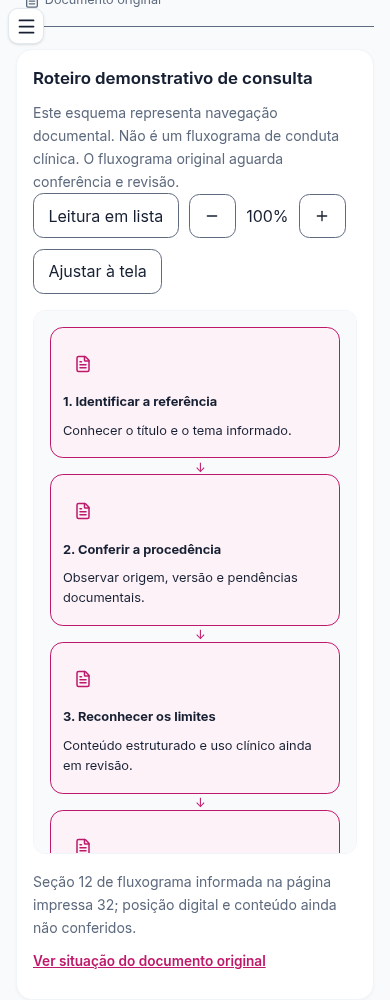 Documento original
Roteiro demonstrativo de consulta
Este esquema representa navegação
documental. Não é um fluxograma de conduta
clínica. O fluxograma original aguarda
conferência e revisão.
Leitura em lista
−
100%
+
Ajustar à tela
1. Identificar a referência
Conhecer o título e o tema informado.
↓
2. Conferir a procedência
Observar origem, versão e pendências
documentais.
↓
3. Reconhecer os limites
Conteúdo estruturado e uso clínico ainda
em revisão.
↓
Seção 12 de fluxograma informada na página
impressa 32; posição digital e conteúdo ainda
não conferidos.
Ver situação do documento original